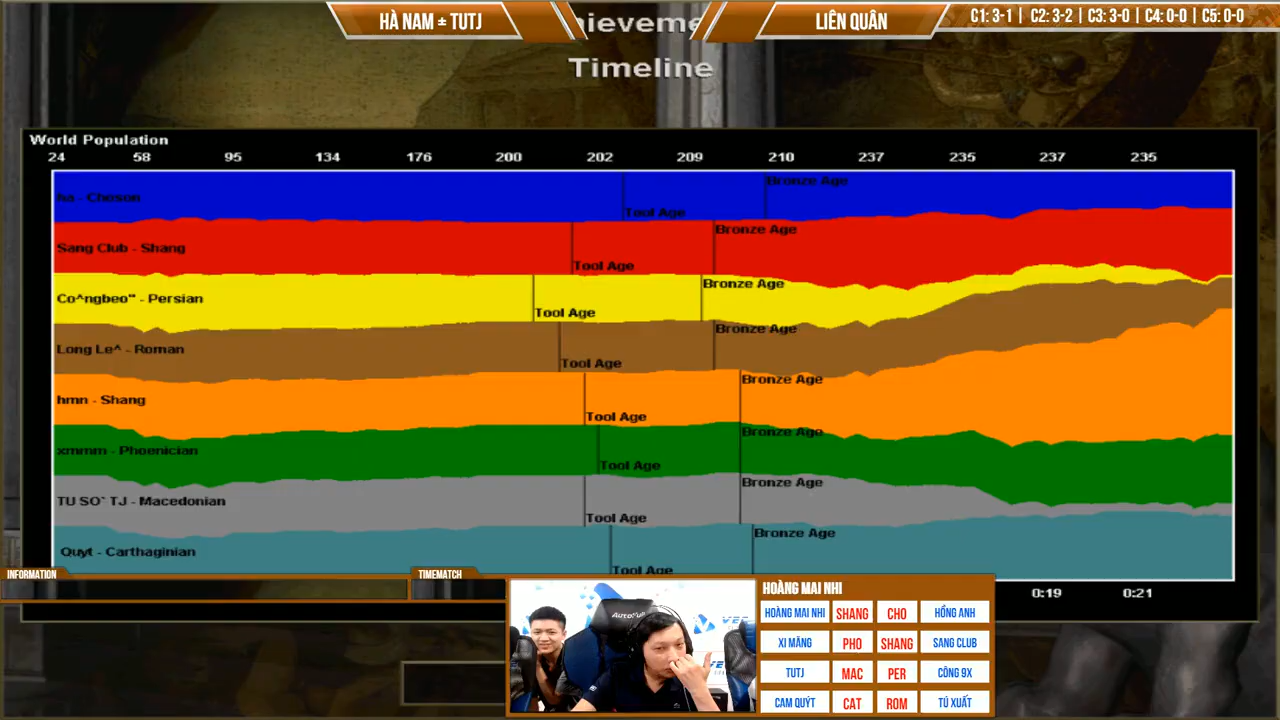 HÀ NAM ± TUTJ
LIÊN QUÂN
C1: 3-1 | C2: 3-2 | C3: 3-0 | C4: 0-0 | C5: 0-0
Timeline
World Population
24 58 95 134 176 200 202 209 210 237 235 237 235
Bronze Age
ha - Choson
Tool Age
Bronze Age
Sang Club - Shang
Tool Age
Bronze Age
Co^ngbeo" - Persian
Tool Age
Bronze Age
Long Le^ - Roman
Tool Age
Bronze Age
hmn - Shang
Tool Age
Bronze Age
xmmm - Phoenician
Tool Age
Bronze Age
TU SO` TJ - Macedonian
Tool Age
Bronze Age
Quyt - Carthaginian
Tool Age
INFORMATION
TIMEMATCH
0:19 0:21
HOÀNG MAI NHI
HOÀNG MAI NHI SHANG CHO HỒNG ANH
XI MĂNG PHO SHANG SANG CLUB
TUTJ MAC PER CÔNG 9X
CAM QUÝT CAT ROM TÚ XUẤT